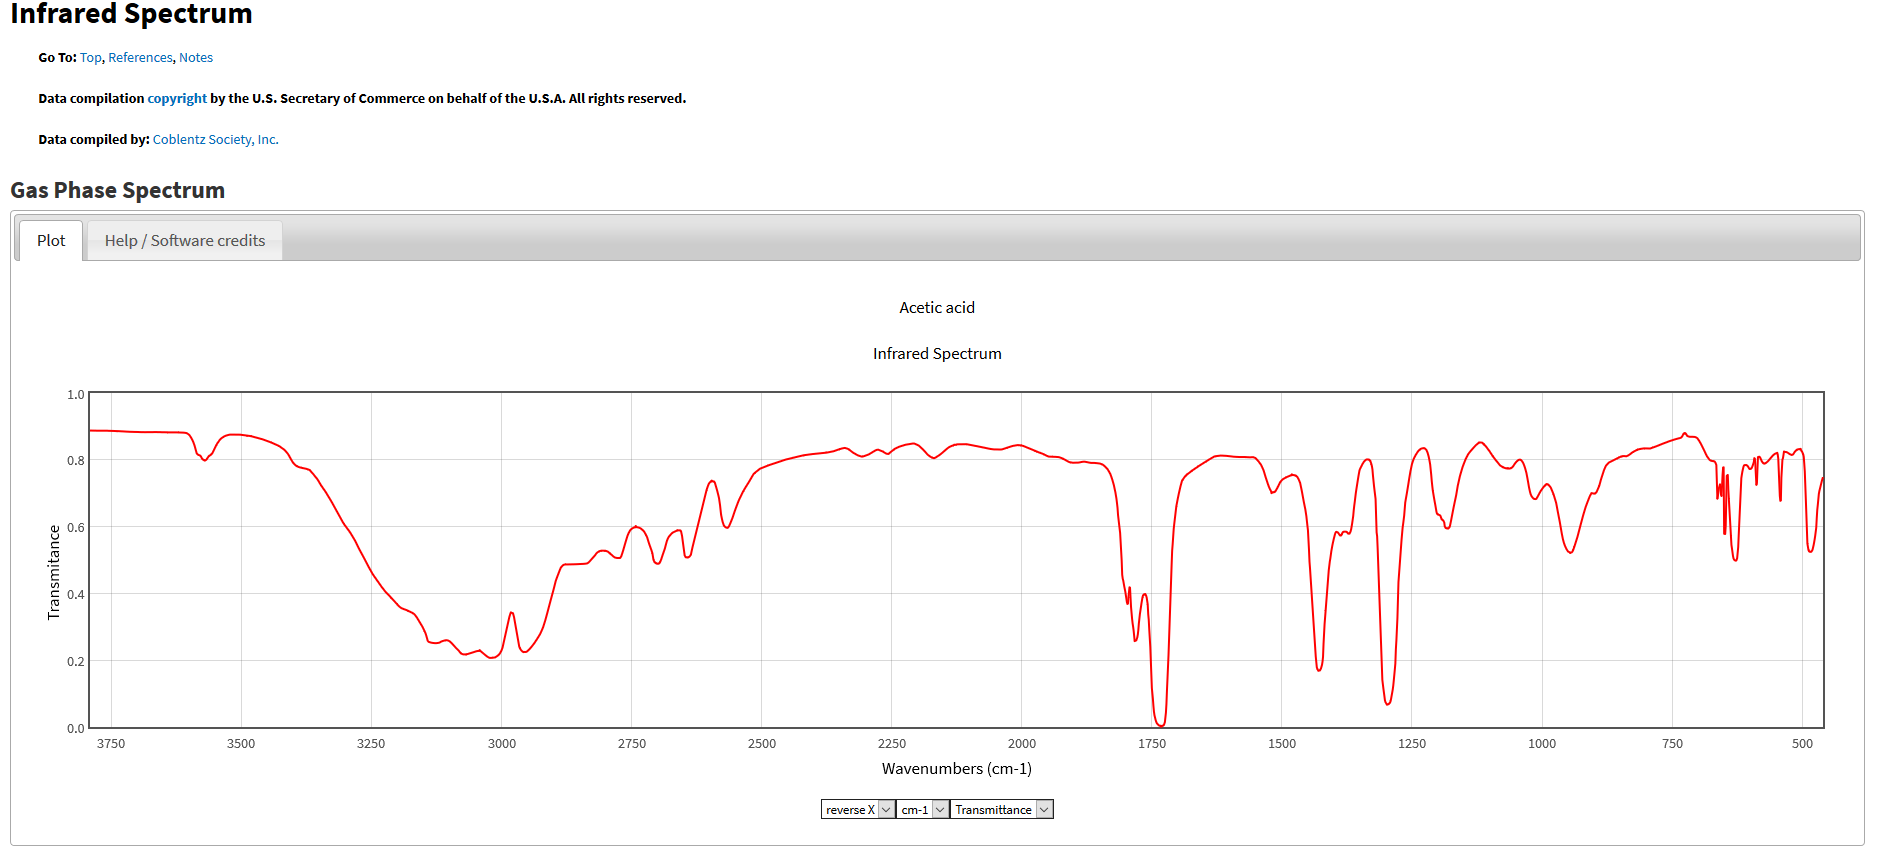 Infrared Spectrum
Go To: Top, References, Notes
Data compilation copyright by the U.S. Secretary of Commerce on behalf of the U.S.A. All rights reserved.
Data compiled by: Coblentz Society, Inc.
Gas Phase Spectrum
Plot Help / Software credits
Acetic acid
Infrared Spectrum
1.0
0.8
0.6
0.4
0.2
0.0
Transmitance
3750 3500 3250 3000 2750 2500 2250 2000 1750 1500 1250 1000 750 500
Wavenumbers (cm-1)
reverse X cm-1 Transmittance